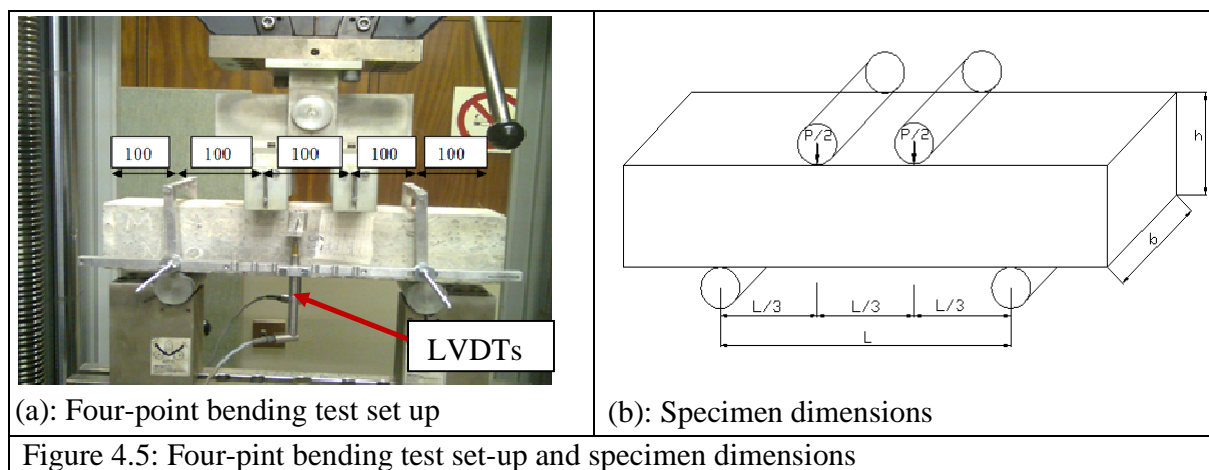 100 100 100 100 100
LVDTs
(a): Four-point bending test set up
P/2 P/2
h
b
L/3 L/3 L/3
L
(b): Specimen dimensions
Figure 4.5: Four-pint bending test set-up and specimen dimensions